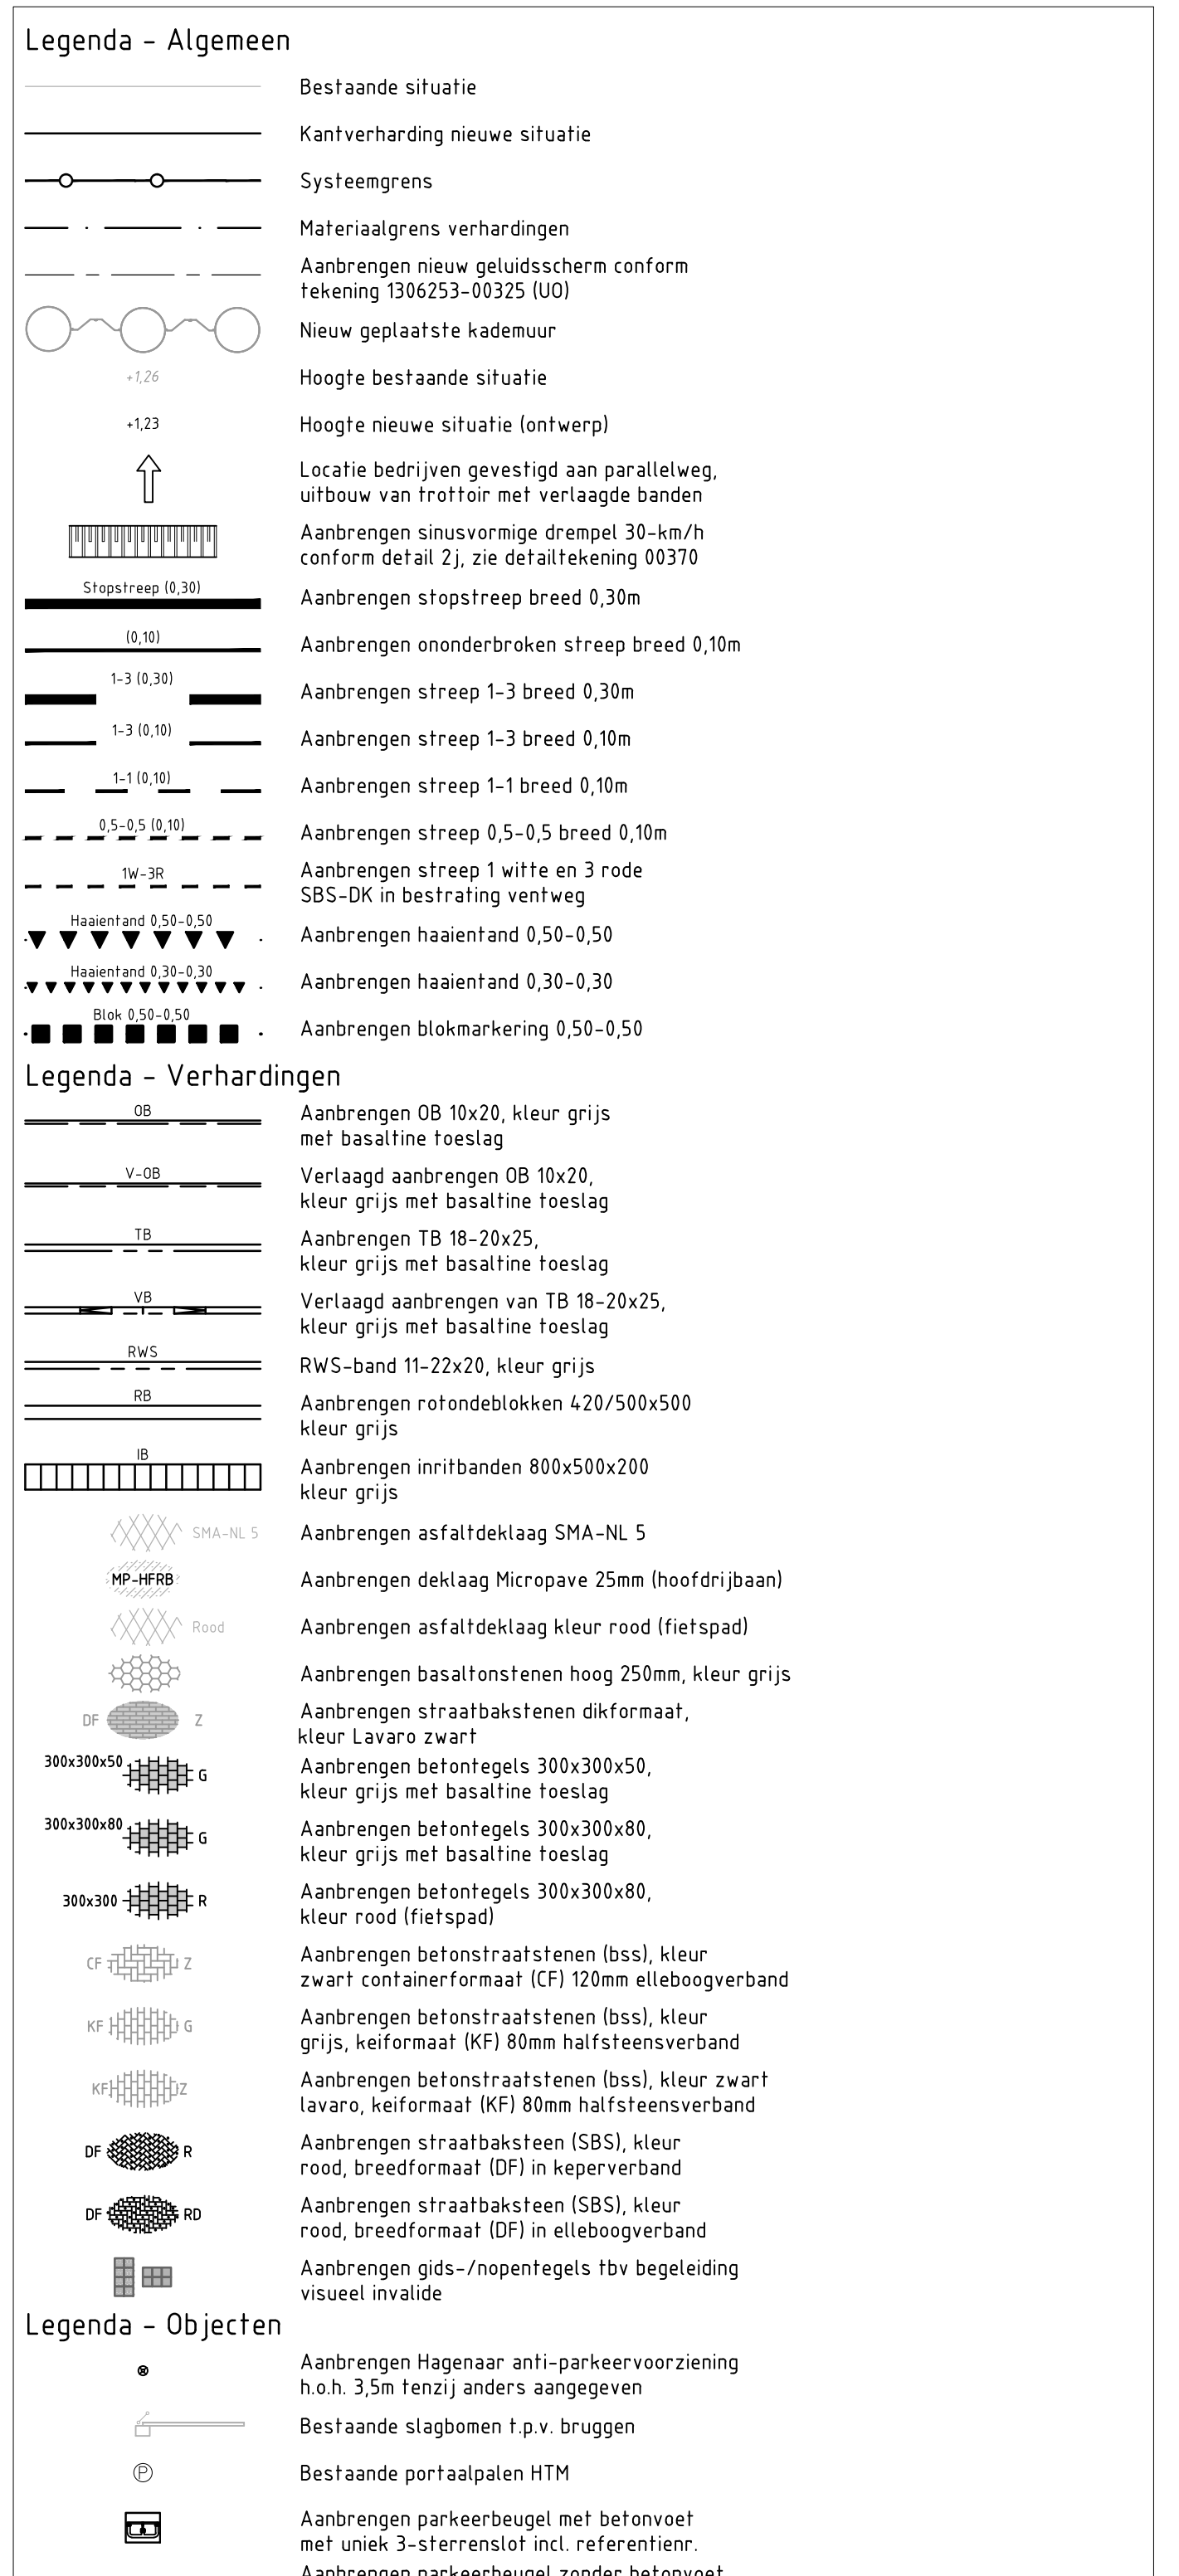 Legenda - Algemeen
Bestaande situatie
Kantverharding nieuwe situatie
Systeemgrens
Materiaalgrens verhardingen
Aanbrengen nieuw geluidsscherm conform
tekening 1306253-00325 (UO)
Nieuw geplaatste kademuur
+1,26 Hoogte bestaande situatie
+1,23 Hoogte nieuwe situatie (ontwerp)
Locatie bedrijven gevestigd aan parallelweg,
uitbouw van trottoir met verlaagde banden
Aanbrengen sinusvormige drempel 30-km/h
conform detail 2j, zie detailtekening 00370
Stopstreep (0,30)
Aanbrengen stopstreep breed 0,30m
(0,10)
Aanbrengen ononderbroken streep breed 0,10m
1-3 (0,30)
Aanbrengen streep 1-3 breed 0,30m
1-3 (0,10)
Aanbrengen streep 1-3 breed 0,10m
1-1 (0,10)
Aanbrengen streep 1-1 breed 0,10m
0,5-0,5 (0,10)
Aanbrengen streep 0,5-0,5 breed 0,10m
1W-3R
Aanbrengen streep 1 witte en 3 rode
SBS-DK in bestrating ventweg
Haaientand 0,50-0,50
Aanbrengen haaientand 0,50-0,50
Haaientand 0,30-0,30
Aanbrengen haaientand 0,30-0,30
Blok 0,50-0,50
Aanbrengen blokmarkering 0,50-0,50
Legenda - Verhardingen
OB
Aanbrengen OB 10x20, kleur grijs
met basaltine toeslag
V-OB
Verlaagd aanbrengen OB 10x20,
kleur grijs met basaltine toeslag
TB
Aanbrengen TB 18-20x25,
kleur grijs met basaltine toeslag
VB
Verlaagd aanbrengen van TB 18-20x25,
kleur grijs met basaltine toeslag
RWS
RWS-band 11-22x20, kleur grijs
RB
Aanbrengen rotondeblokken 420/500x500
kleur grijs
IB
Aanbrengen inritbanden 800x500x200
kleur grijs
SMA-NL 5 Aanbrengen asfaltdeklaag SMA-NL 5
MP-HFRB Aanbrengen deklaag Micropave 25mm (hoofdrijbaan)
Rood Aanbrengen asfaltdeklaag kleur rood (fietspad)
Aanbrengen basaltonstenen hoog 250mm, kleur grijs
DF Z
Aanbrengen straatbakstenen dikformaat,
kleur Lavaro zwart
300x300x50 G
Aanbrengen betontegels 300x300x50,
kleur grijs met basaltine toeslag
300x300x80 G
Aanbrengen betontegels 300x300x80,
kleur grijs met basaltine toeslag
300x300 R
Aanbrengen betontegels 300x300x80,
kleur rood (fietspad)
CF Z
Aanbrengen betonstraatstenen (bss), kleur
zwart containerformaat (CF) 120mm elleboogverband
KF G
Aanbrengen betonstraatstenen (bss), kleur
grijs, keiformaat (KF) 80mm halfsteensverband
KF Z
Aanbrengen betonstraatstenen (bss), kleur zwart
lavaro, keiformaat (KF) 80mm halfsteensverband
DF R
Aanbrengen straatbaksteen (SBS), kleur
rood, breedformaat (DF) in keperverband
DF RD
Aanbrengen straatbaksteen (SBS), kleur
rood, breedformaat (DF) in elleboogverband
Aanbrengen gids-/nopentegels tbv begeleiding
visueel invalide
Legenda - Objecten
Aanbrengen Hagenaar anti-parkeervoorziening
h.o.h. 3,5m tenzij anders aangegeven
Bestaande slagbomen t.p.v. bruggen
P Bestaande portaalpalen HTM
Aanbrengen parkeerbeugel met betonvoet
met uniek 3-sterrenslot incl. referentienr.
Aanbrengen parkeerbeugel zonder betonvoet